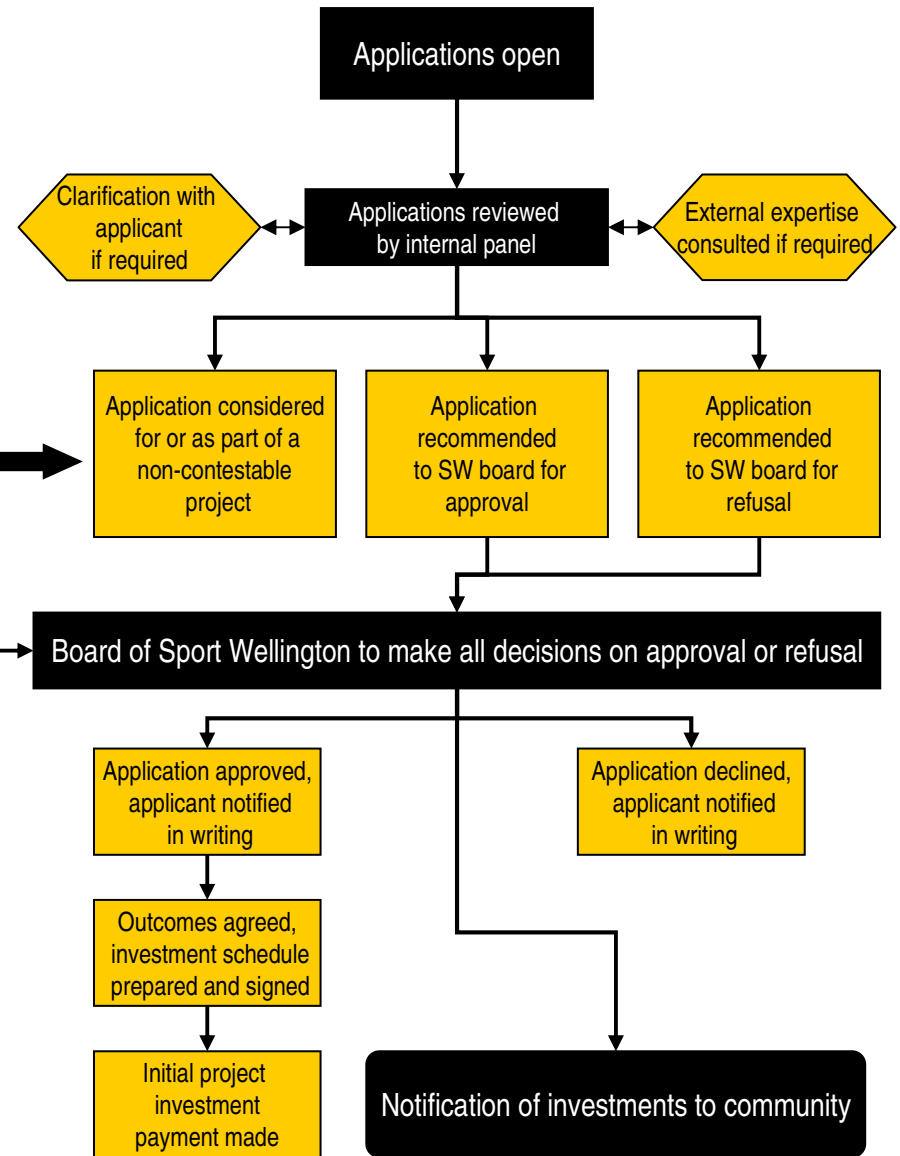 Applications open
Clarification with
applicant
if required
Applications reviewed
by internal panel
External expertise
consulted if required
Application considered
for or as part of a
non-contestable
project
Application
recommended
to SW board for
approval
Application
recommended
to SW board for
refusal
Board of Sport Wellington to make all decisions on approval or refusal
Application approved,
applicant notified
in writing
Application declined,
applicant notified
in writing
Outcomes agreed,
investment schedule
prepared and signed
Initial project
investment
payment made
Notification of investments to community